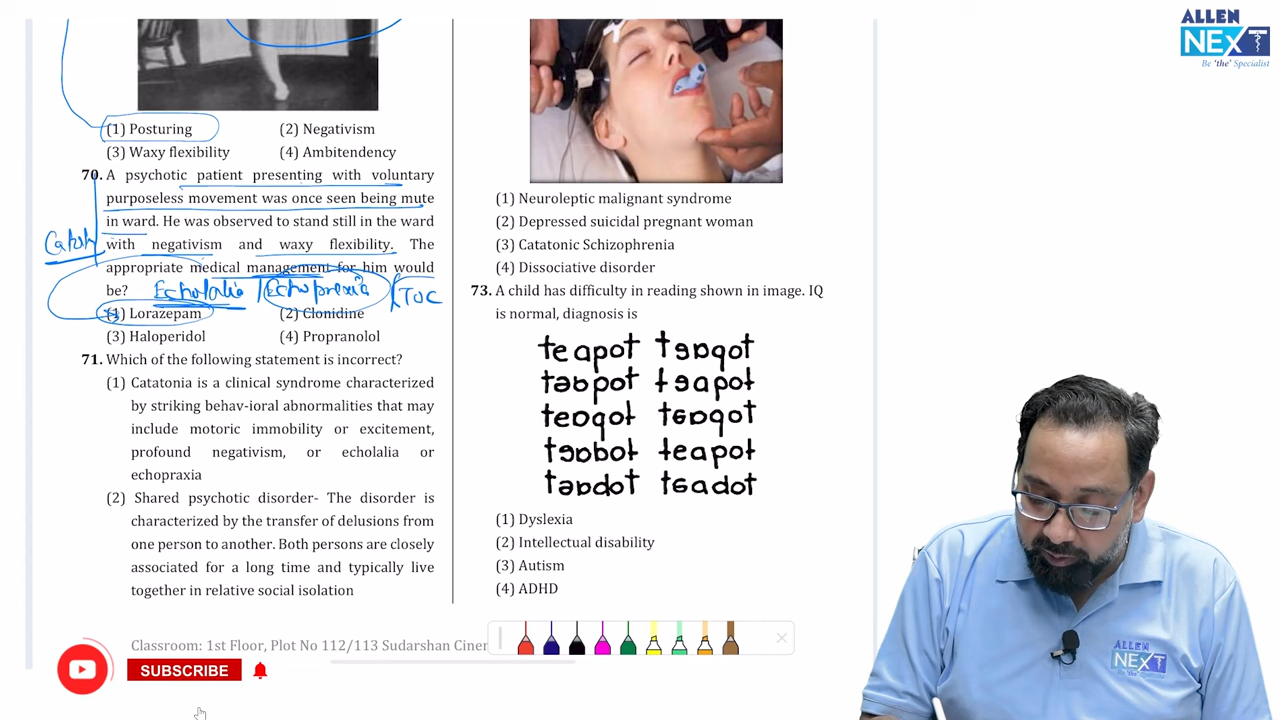 (1) Posturing (2) Negativism
(3) Waxy flexibility (4) Ambitendency
70. A psychotic patient presenting with voluntary
purposeless movement was once seen being mute
in ward. He was observed to stand still in the ward
with negativism and waxy flexibility. The
appropriate medical management for him would
be? Echolalia / Echopraxia TOC
(1) Lorazepam (2) Clonidine
(3) Haloperidol (4) Propranolol
71. Which of the following statement is incorrect?
(1) Catatonia is a clinical syndrome characterized
by striking behav-ioral abnormalities that may
include motoric immobility or excitement,
profound negativism, or echolalia or
echopraxia
(2) Shared psychotic disorder- The disorder is
characterized by the transfer of delusions from
one person to another. Both persons are closely
associated for a long time and typically live
together in relative social isolation
(1) Neuroleptic malignant syndrome
(2) Depressed suicidal pregnant woman
(3) Catatonic Schizophrenia
(4) Dissociative disorder
73. A child has difficulty in reading shown in image. IQ
is normal, diagnosis is
teapot
teapot
(1) Dyslexia
(2) Intellectual disability
(3) Autism
(4) ADHD
Classroom: 1st Floor, Plot No 112/113 Sudarshan Cinem
SUBSCRIBE
ALLEN
NEXT
Be 'the' Specialist
ALLEN
NEXT